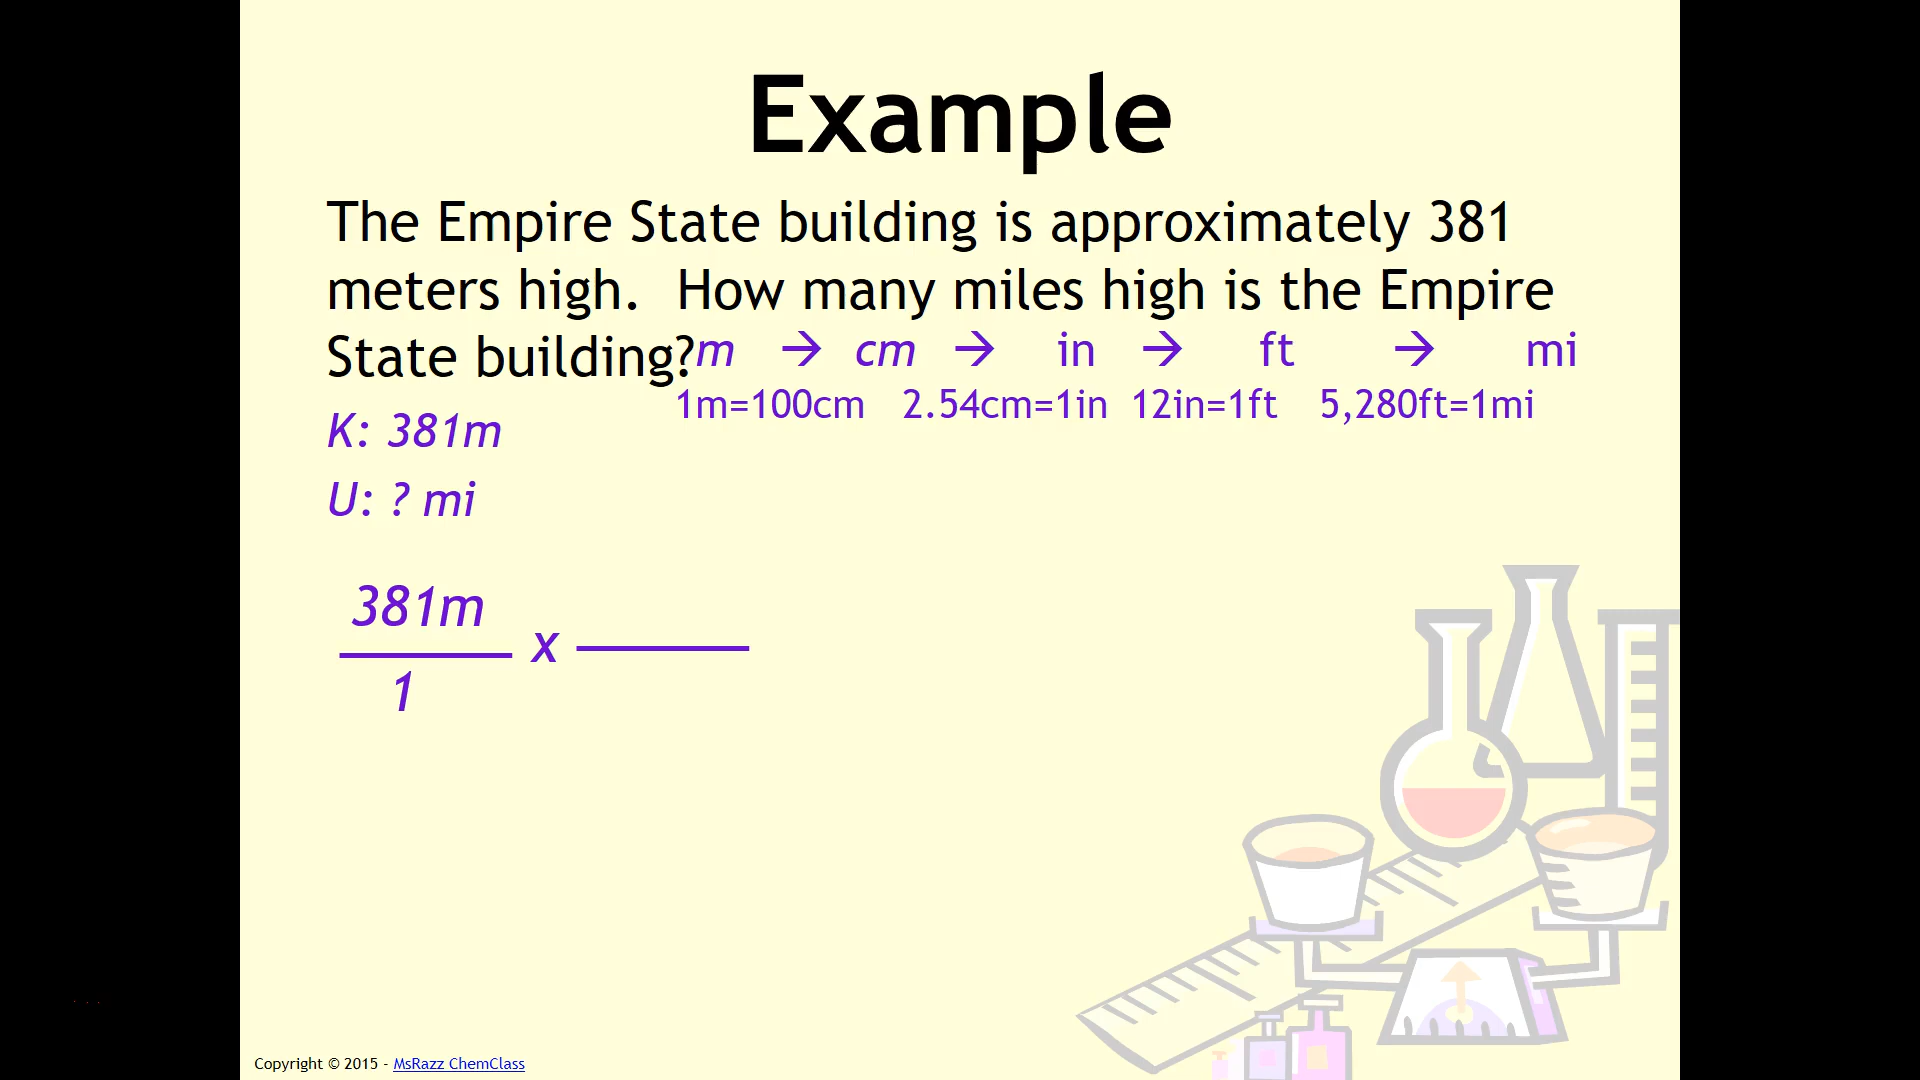 Example
The Empire State building is approximately 381
meters high.  How many miles high is the Empire
State building?
m → cm → in → ft → mi
1m=100cm 2.54cm=1in 12in=1ft 5,280ft=1mi
K: 381m
U: ? mi
381m
x
1
Copyright © 2015 - MsRazz ChemClass